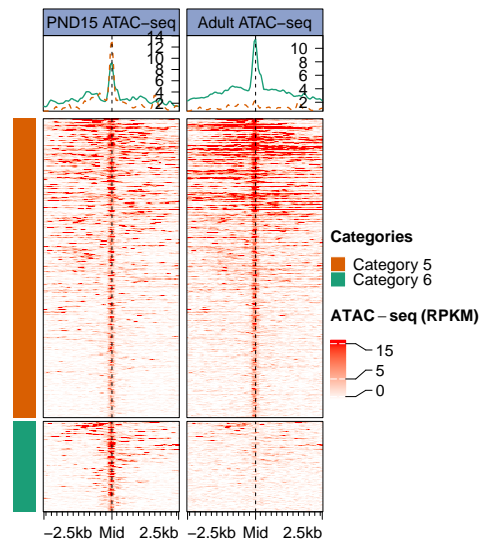 PND15 ATAC−seq
Adult ATAC−seq
14
12
10
8
6
4
2
10
8
6
4
2
Categories
Category 5
Category 6
ATAC − seq (RPKM)
15
5
0
−2.5kb Mid 2.5kb
−2.5kb Mid 2.5kb